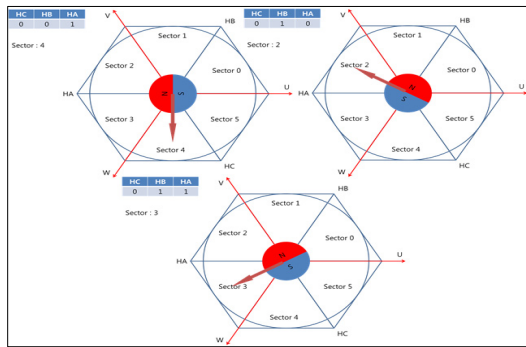 HC HB HA
0 0 1
Sector : 4
V
HB
Sector 1
Sector 2
Sector 0
HA
N S
U
Sector 3
Sector 5
Sector 4
W
HC
HC HB HA
0 1 0
Sector : 2
V
HB
Sector 1
Sector 2
Sector 0
HA
N
S
U
Sector 3
Sector 5
Sector 4
W
HC
HC HB HA
0 1 1
Sector : 3
V
HB
Sector 1
Sector 2
Sector 0
HA
N
S
U
Sector 3
Sector 5
Sector 4
W
HC